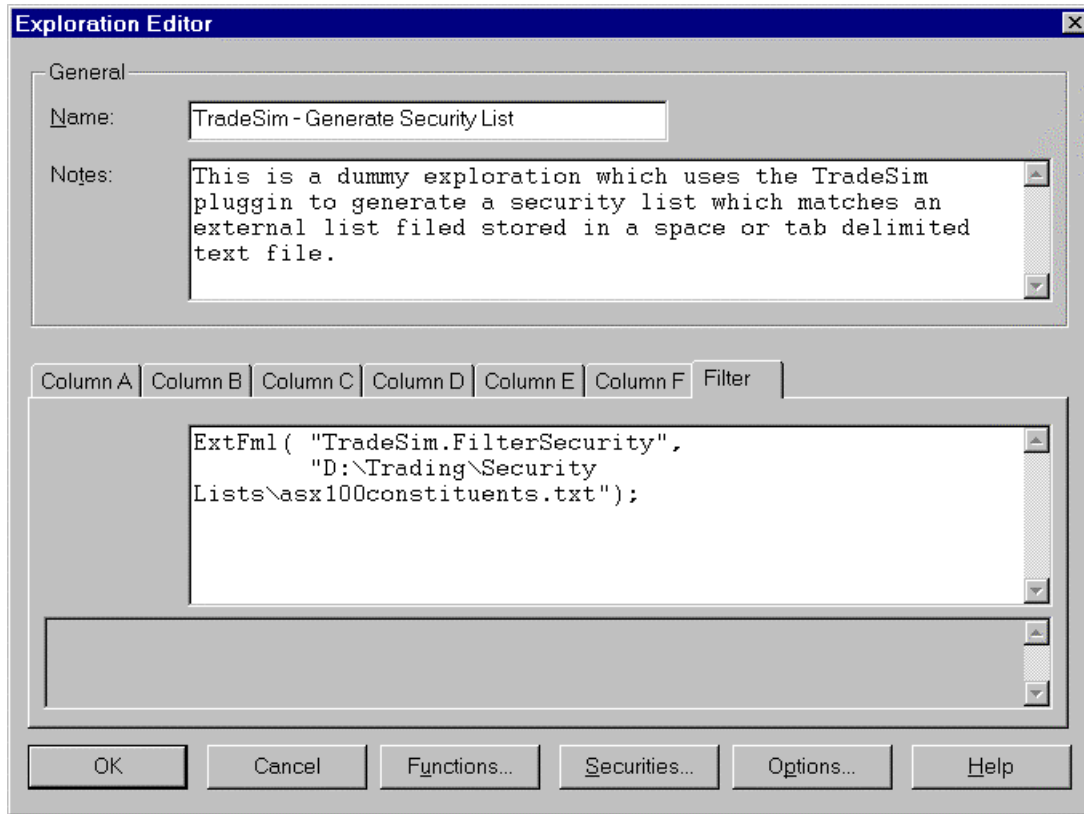 Exploration Editor
General
Name:
TradeSim - Generate Security List
Notes:
This is a dummy exploration which uses the TradeSim
pluggin to generate a security list which matches an
external list filed stored in a space or tab delimited
text file.
Column A Column B Column C Column D Column E Column F Filter
ExtFml( "TradeSim.FilterSecurity",
"D:\Trading\Security
Lists\asx100constituents.txt");
OK Cancel Functions... Securities... Options... Help